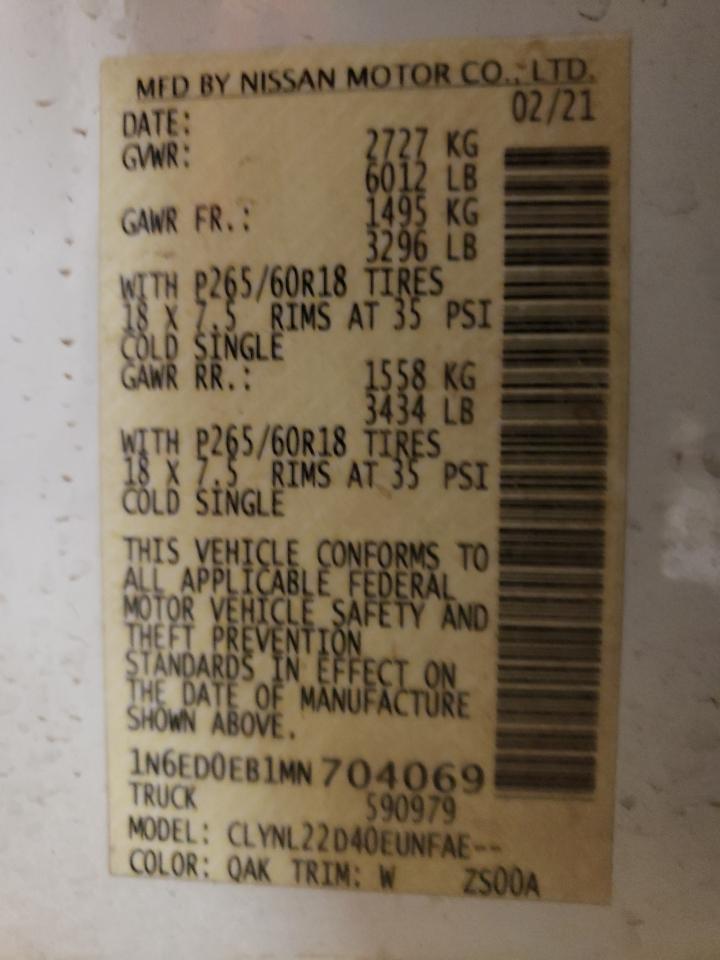 MFD BY NISSAN MOTOR CO., LTD.
DATE: 02/21
GVWR: 2727 KG
6012 LB
GAWR FR.: 1495 KG
3296 LB
WITH P265/60R18 TIRES
18 X 7.5 RIMS AT 35 PSI
COLD SINGLE
GAWR RR.: 1558 KG
3434 LB
WITH P265/60R18 TIRES
18 X 7.5 RIMS AT 35 PSI
COLD SINGLE
THIS VEHICLE CONFORMS TO
ALL APPLICABLE FEDERAL
MOTOR VEHICLE SAFETY AND
THEFT PREVENTION
STANDARDS IN EFFECT ON
THE DATE OF MANUFACTURE
SHOWN ABOVE.
1N6ED0EB1MN704069
TRUCK 590979
MODEL: CLYNL22D40EUNFAE--
COLOR: QAK TRIM: W ZS00A